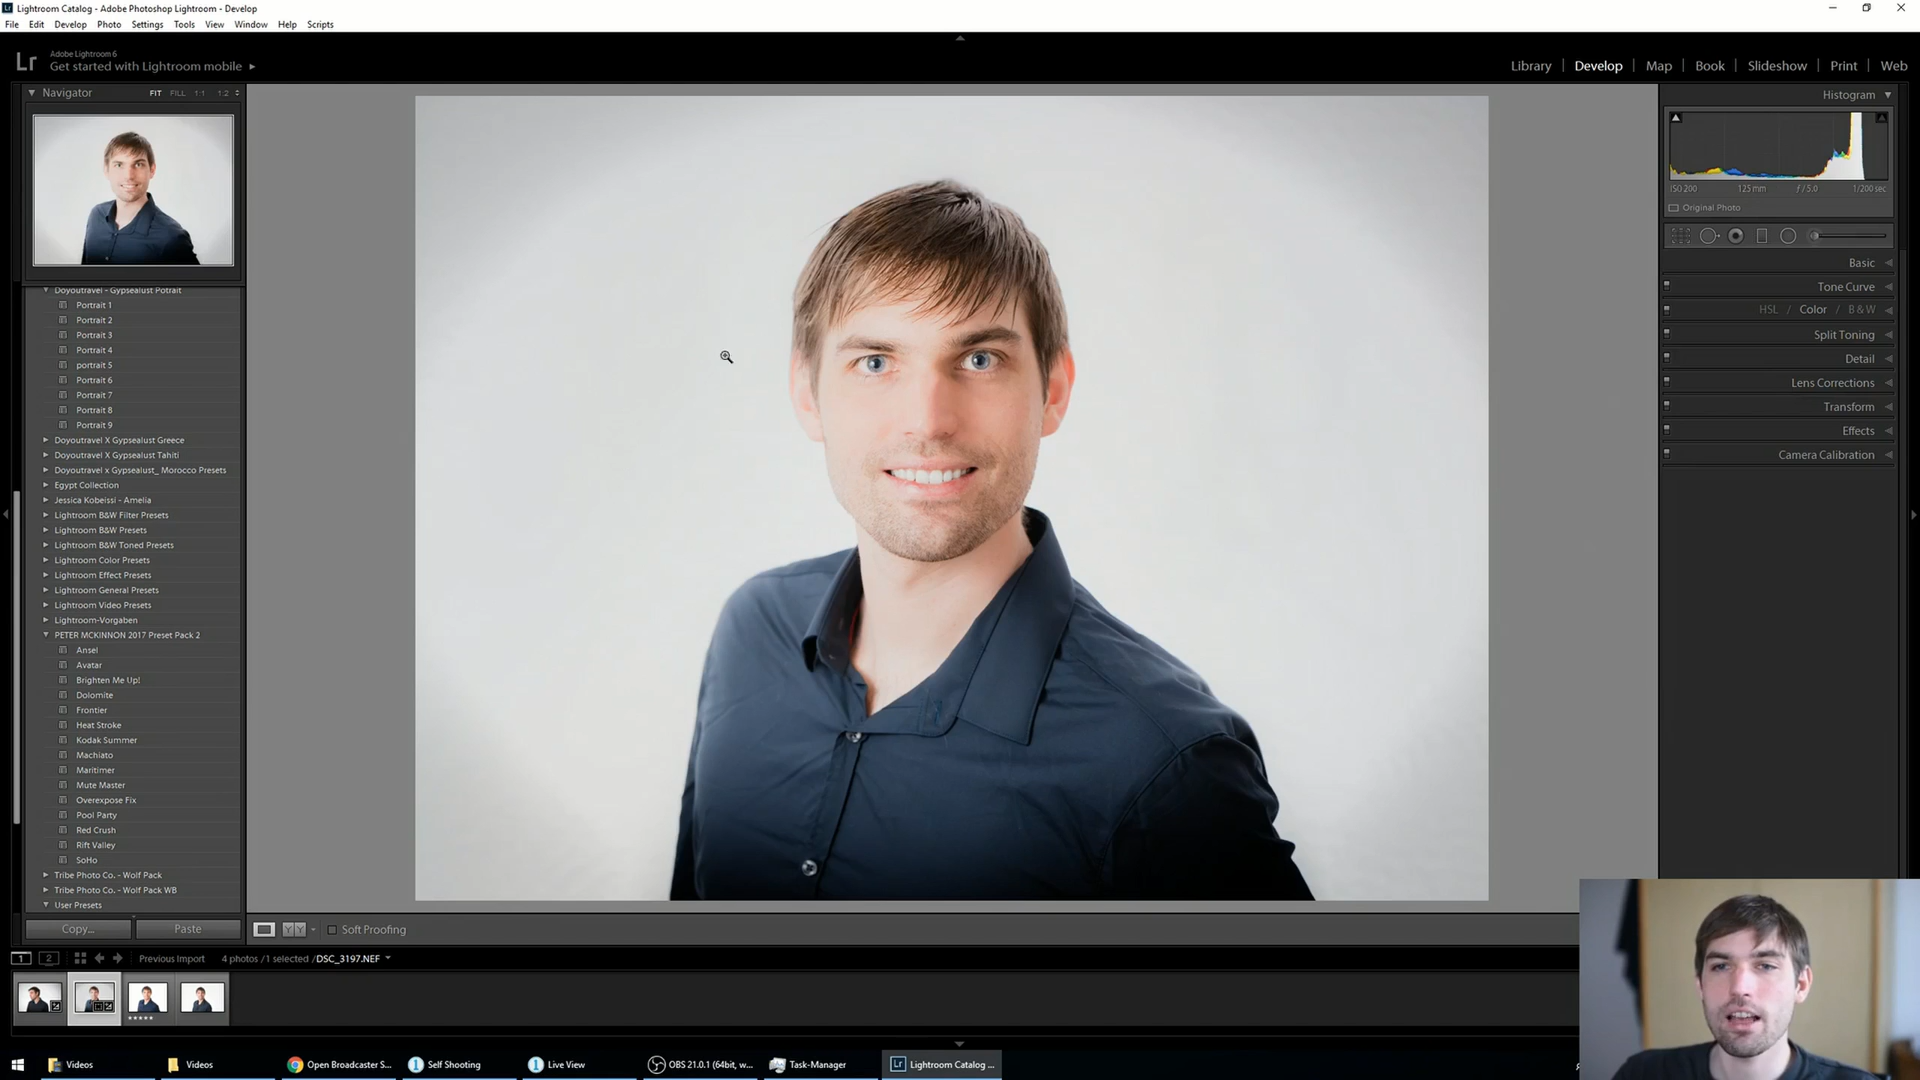 Lr Lightroom Catalog - Adobe Photoshop Lightroom - Develop
File Edit Develop Photo Settings Tools View Window Help Scripts
Lr
Adobe Lightroom 6
Get started with Lightroom mobile
Library Develop Map Book Slideshow Print Web
Navigator FIT FILL 1:1 1:2
Doyoutravel - Gypsealust Potrait
Portrait 1
Portrait 2
Portrait 3
Portrait 4
portrait 5
Portrait 6
Portrait 7
Portrait 8
Portrait 9
Doyoutravel X Gypsealust Greece
Doyoutravel X Gypsealust Tahiti
Doyoutravel x Gypsealust_ Morocco Presets
Egypt Collection
Jessica Kobeissi - Amelia
Lightroom B&W Filter Presets
Lightroom B&W Presets
Lightroom B&W Toned Presets
Lightroom Color Presets
Lightroom Effect Presets
Lightroom General Presets
Lightroom Video Presets
Lightroom-Vorgaben
PETER MCKINNON 2017 Preset Pack 2
Ansel
Avatar
Brighten Me Up!
Dolomite
Frontier
Heat Stroke
Kodak Summer
Machiato
Maritimer
Mute Master
Overexpose Fix
Pool Party
Red Crush
Rift Valley
SoHo
Tribe Photo Co. - Wolf Pack
Tribe Photo Co. - Wolf Pack WB
User Presets
Copy... Paste
Histogram
ISO 200 125 mm ƒ / 5.0 1/200 sec
Original Photo
Basic
Tone Curve
HSL / Color / B & W
Split Toning
Detail
Lens Corrections
Transform
Effects
Camera Calibration
YY Soft Proofing
1 2 Previous Import 4 photos / 1 selected / DSC_3197.NEF
Videos Videos Open Broadcaster S... Self Shooting Live View OBS 21.0.1 (64bit, w... Task-Manager Lr Lightroom Catalog ...